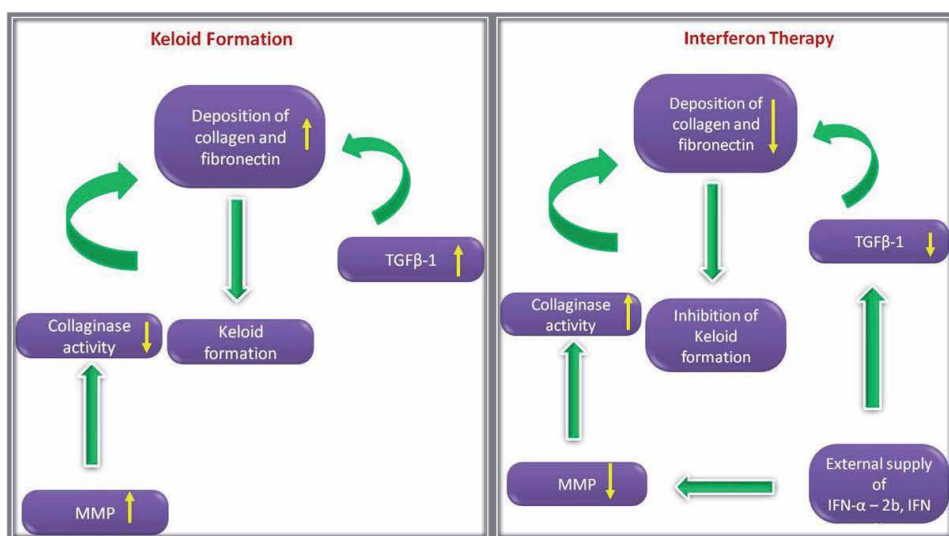 Keloid Formation
Deposition of
collagen and
fibronectin
TGFβ-1
Collaginase
activity
Keloid
formation
MMP
Interferon Therapy
Deposition of
collagen and
fibronectin
TGFβ-1
Collaginase
activity
Inhibition of
Keloid
formation
MMP
External supply
of
IFN-α – 2b, IFN